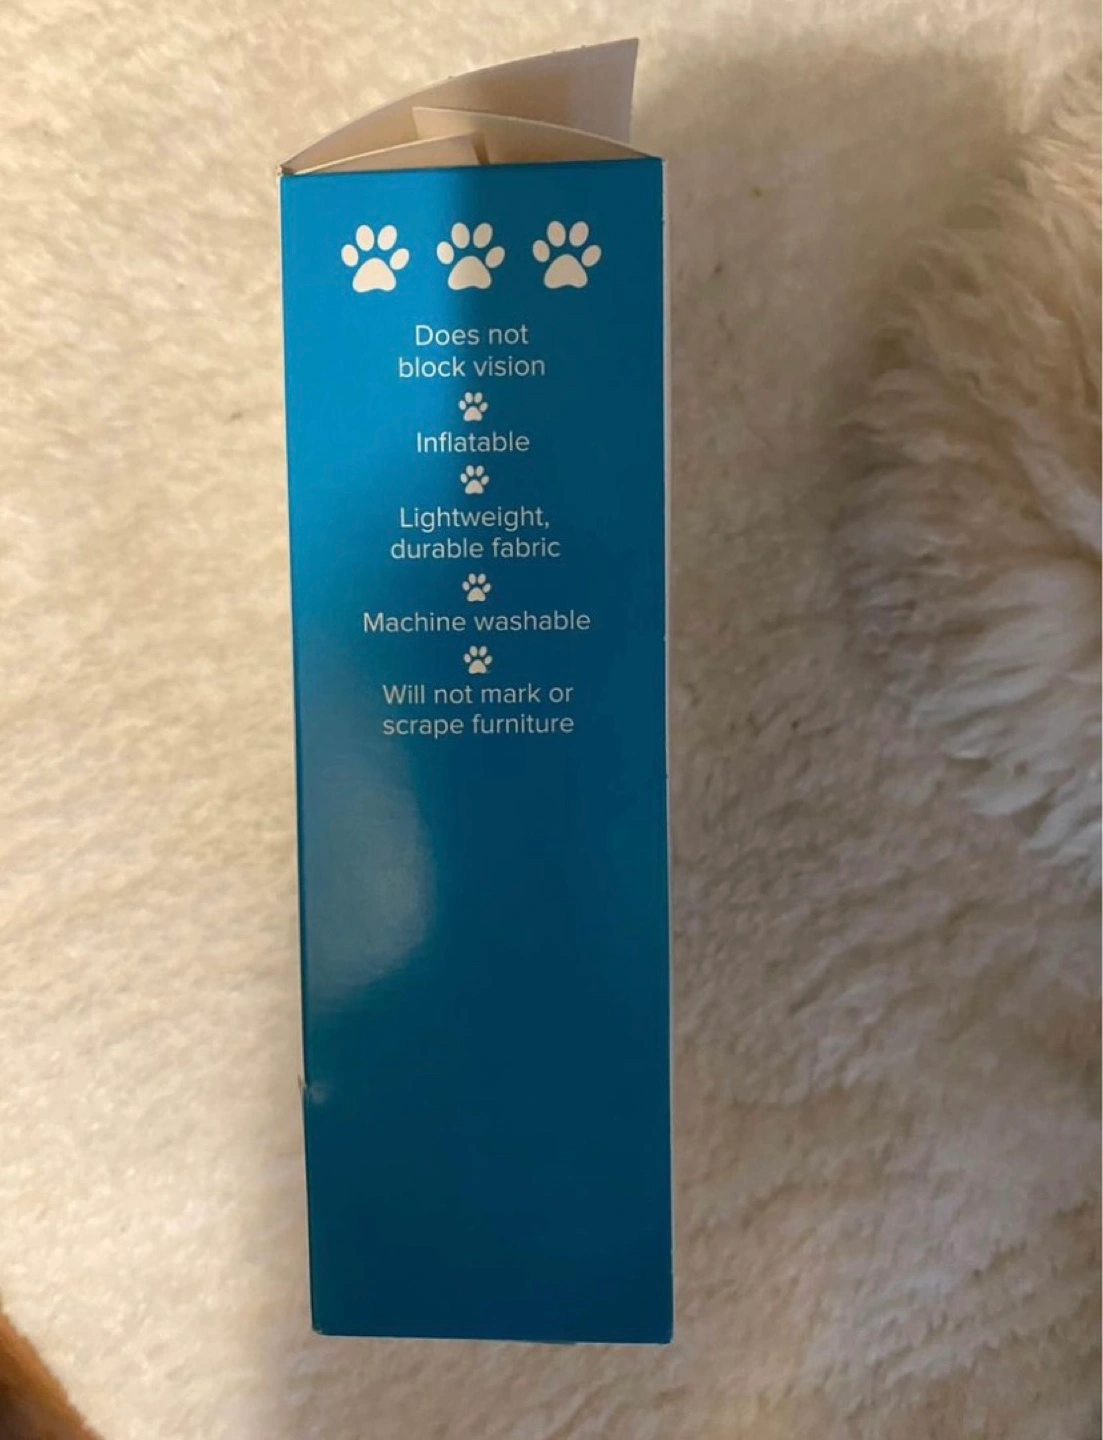 Does not
block vision
Inflatable
Lightweight,
durable fabric
Machine washable
Will not mark or
scrape furniture